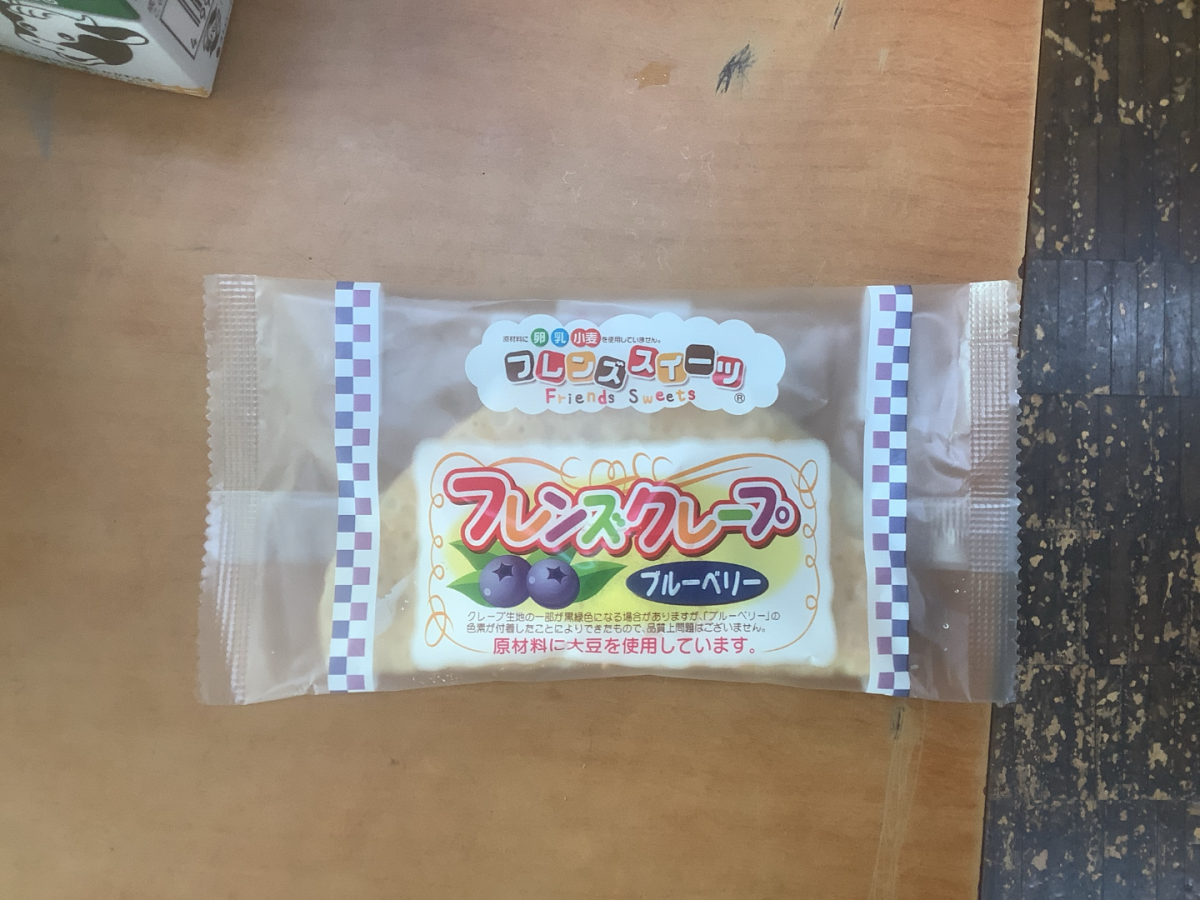 原材料に 卵 乳 小麦 を使用していません。
フレンズスイーツ
Friends Sweets ®
フレンズクレープ
ブルーベリー
クレープ生地の一部が黒緑色になる場合がありますが、「ブルーベリー」の
色素が付着したことによりできたもので、品質上問題はございません。
原材料に大豆を使用しています。